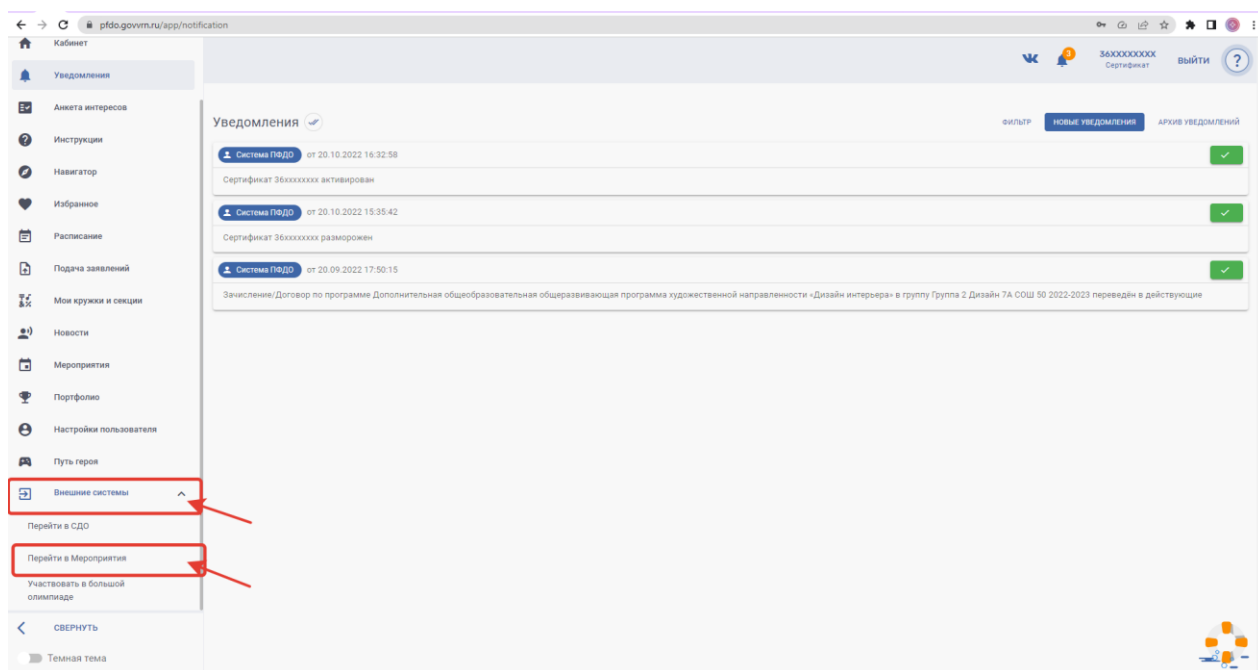 pfdo.govvrn.ru/app/notification
Кабинет
Уведомления
Анкета интересов
Инструкции
Навигатор
Избранное
Расписание
Подача заявлений
Мои кружки и секции
Новости
Мероприятия
Портфолио
Настройки пользователя
Путь героя
Внешние системы
Перейти в СДО
Перейти в Мероприятия
Участвовать в большой
олимпиаде
СВЕРНУТЬ
Темная тема
3
36XXXXXXXX
Сертификат
ВЫЙТИ
?
Уведомления
ФИЛЬТР НОВЫЕ УВЕДОМЛЕНИЯ АРХИВ УВЕДОМЛЕНИЙ
Система ПФДО от 20.10.2022 16:32:58
Сертификат 36xxxxxxxx активирован
Система ПФДО от 20.10.2022 15:35:42
Сертификат 36xxxxxxxx разморожен
Система ПФДО от 20.09.2022 17:50:15
Зачисление/Договор по программе Дополнительная общеобразовательная общеразвивающая программа художественной направленности «Дизайн интерьера» в группу Группа 2 Дизайн 7А СОШ 50 2022-2023 переведён в действующие